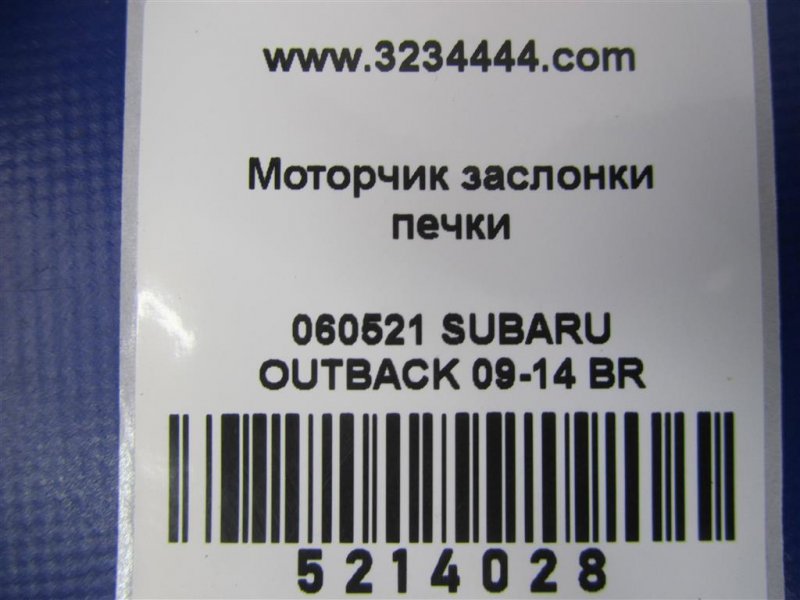 www.3234444.com
Моторчик заслонки
печки
060521 SUBARU
OUTBACK 09-14 BR
5214028